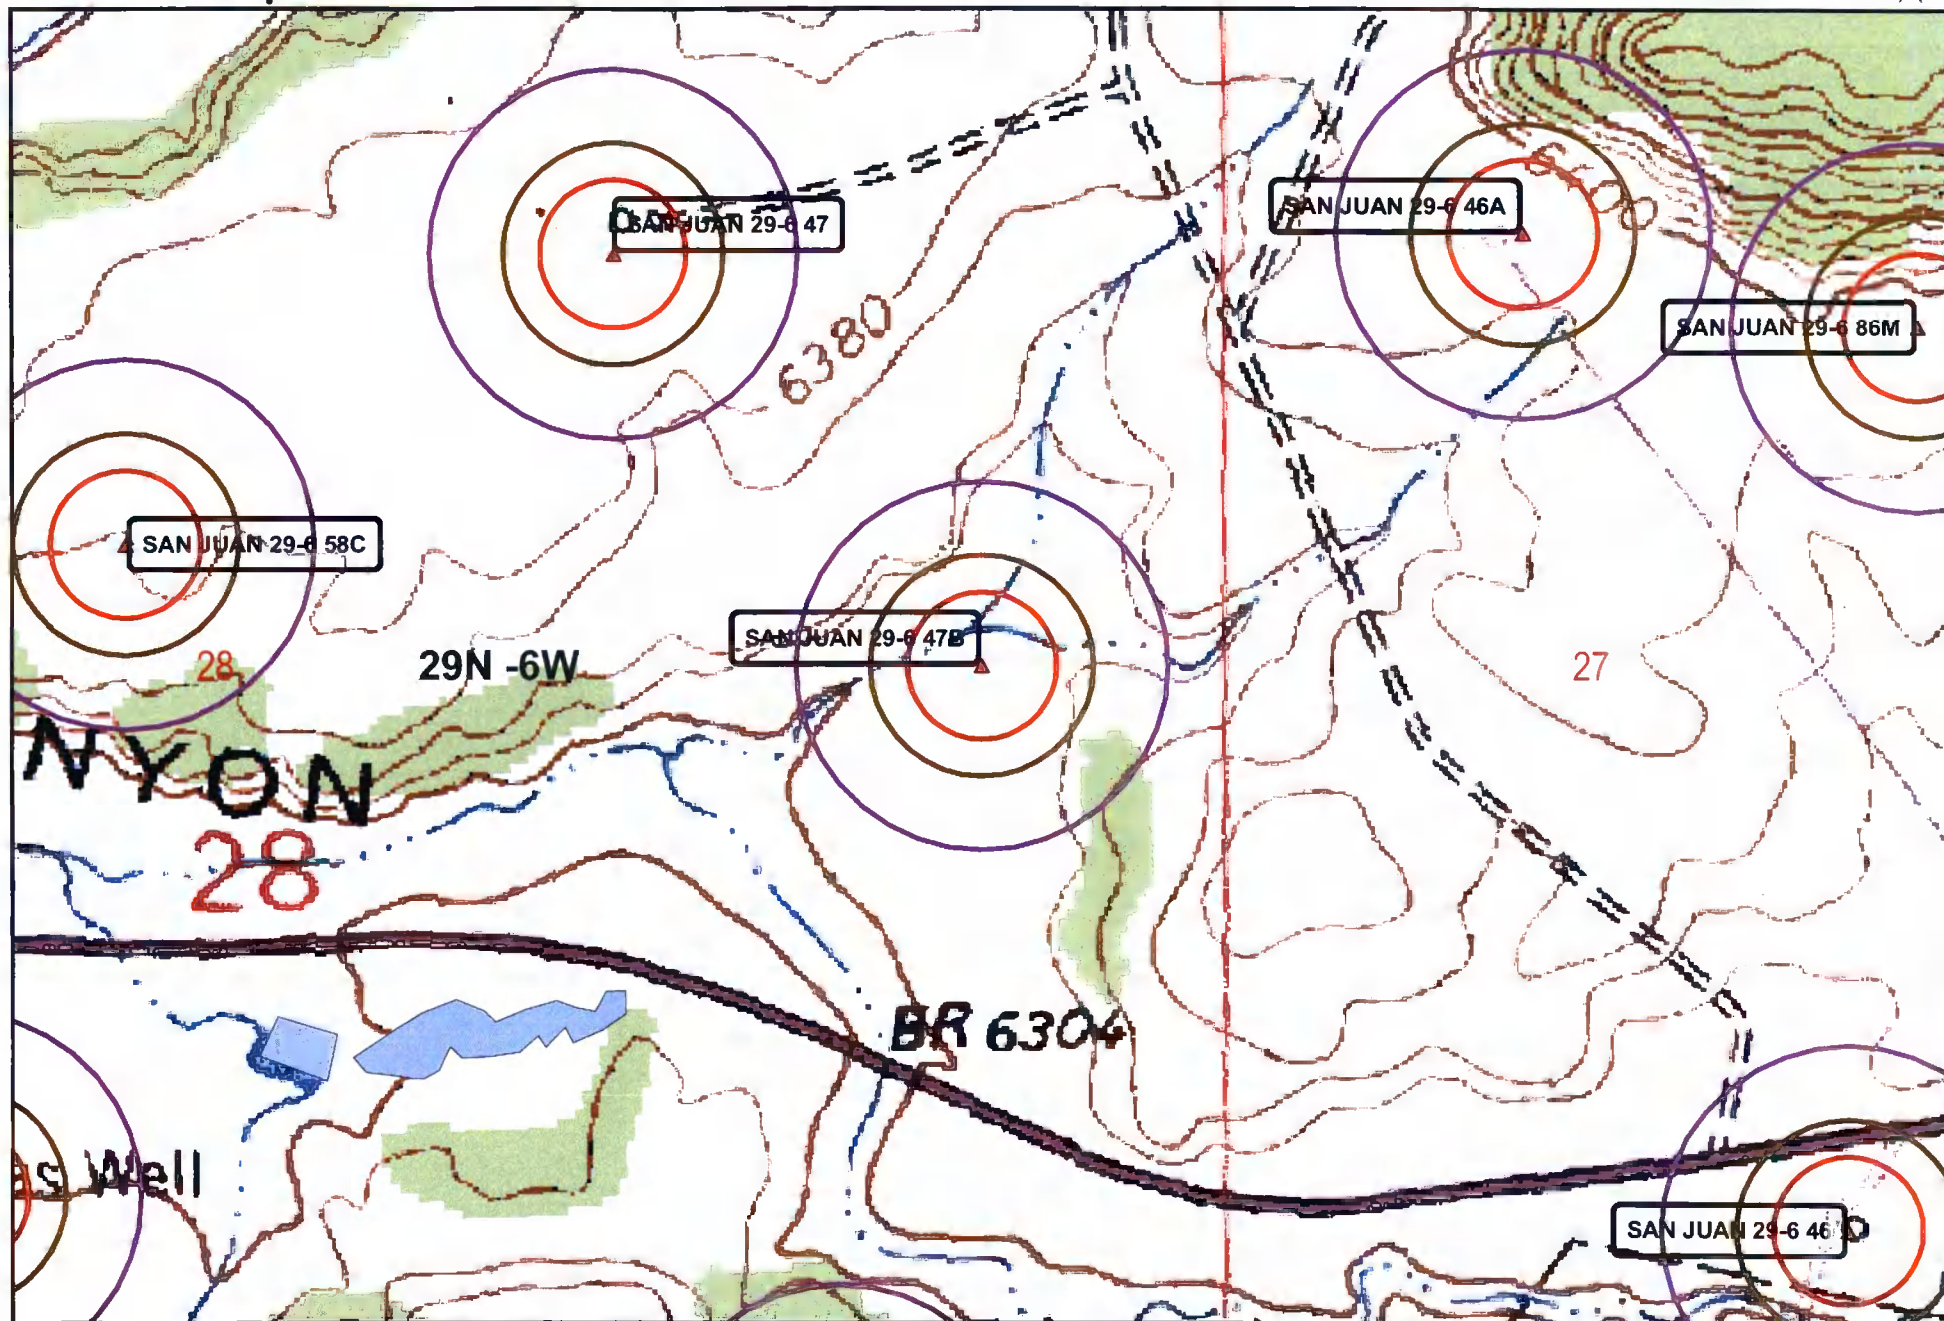 SAN JUAN 29-6 46A
6600
SAN JUAN 29-6 47
SAN JUAN 29-6 86M
6380
SAN JUAN 29-6 58C
SAN JUAN 29-6 47B
28
29N -6W
27
NYON
28
BR 6304
s Well
SAN JUAN 29-6 46